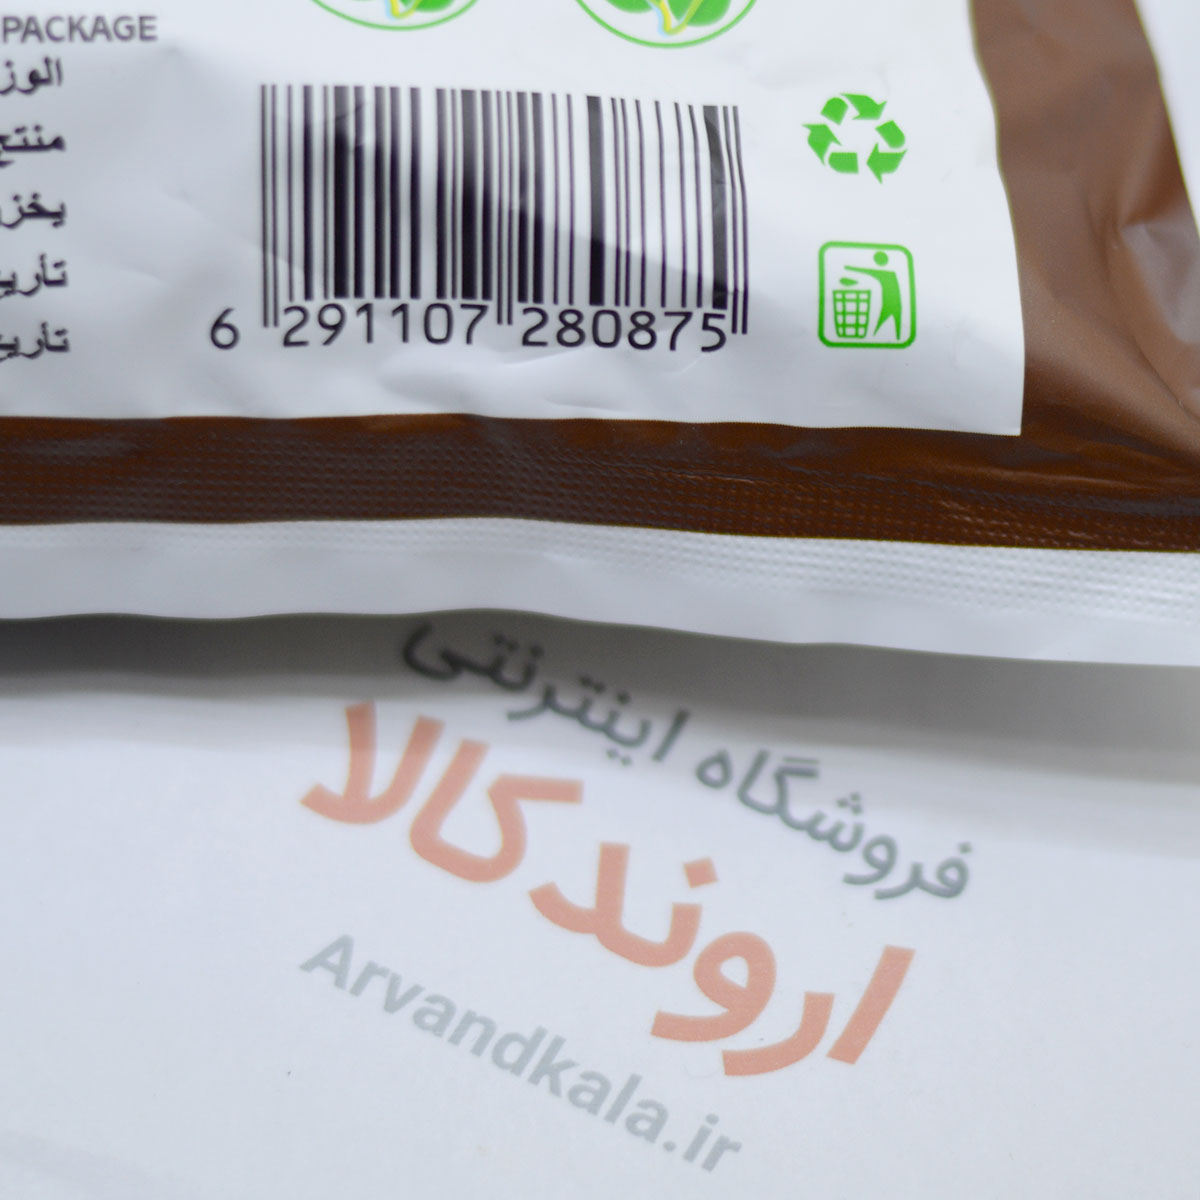 PACKAGE
6 291107 280875
فروشگاه اینترنتی
اروندکالا
Arvandkala.ir